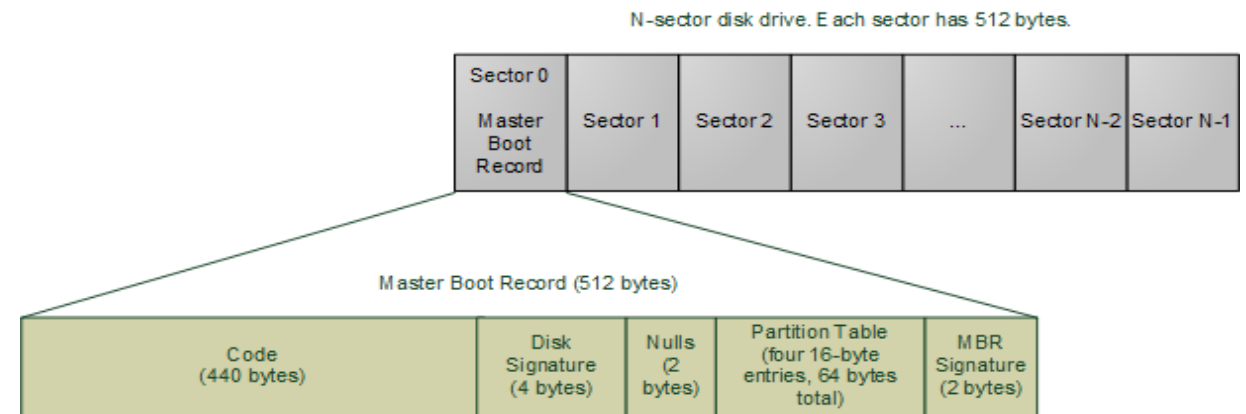 N-sector disk drive. Each sector has 512 bytes.
Sector 0
Master
Boot
Record
Sector 1
Sector 2
Sector 3
...
Sector N-2
Sector N-1
Master Boot Record (512 bytes)
Code
(440 bytes)
Disk
Signature
(4 bytes)
Nulls
(2
bytes)
Partition Table
(four 16-byte
entries, 64 bytes
total)
MBR
Signature
(2 bytes)